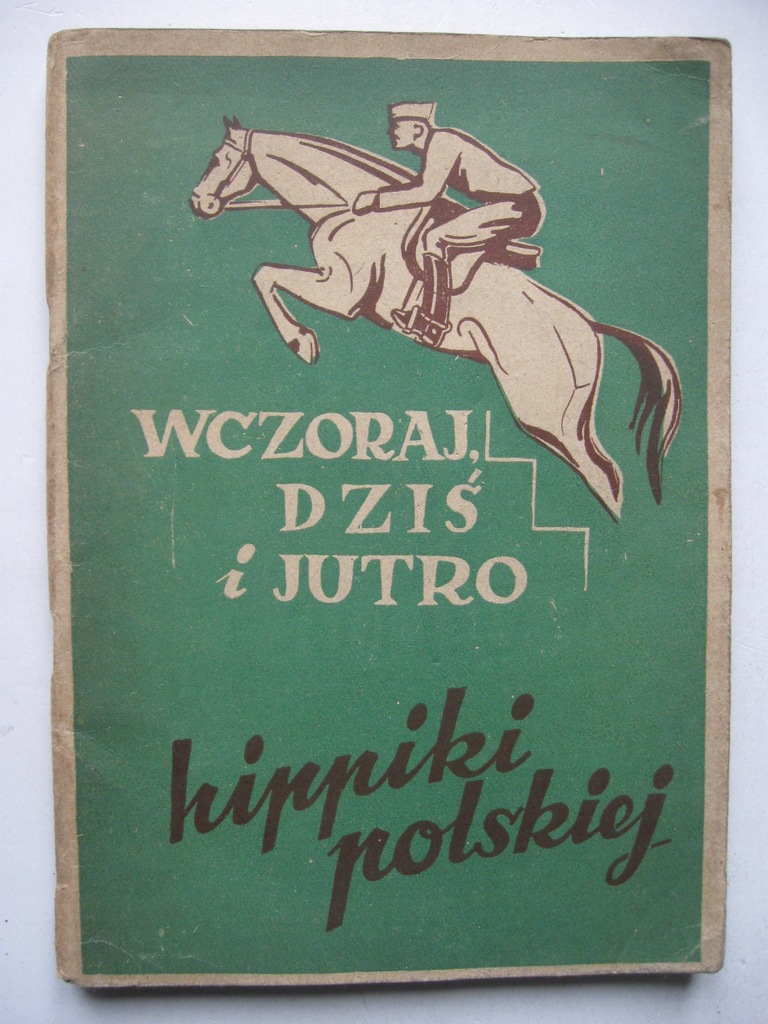 WCZORAJ,
DZIŚ
i JUTRO
hippiki
polskiej